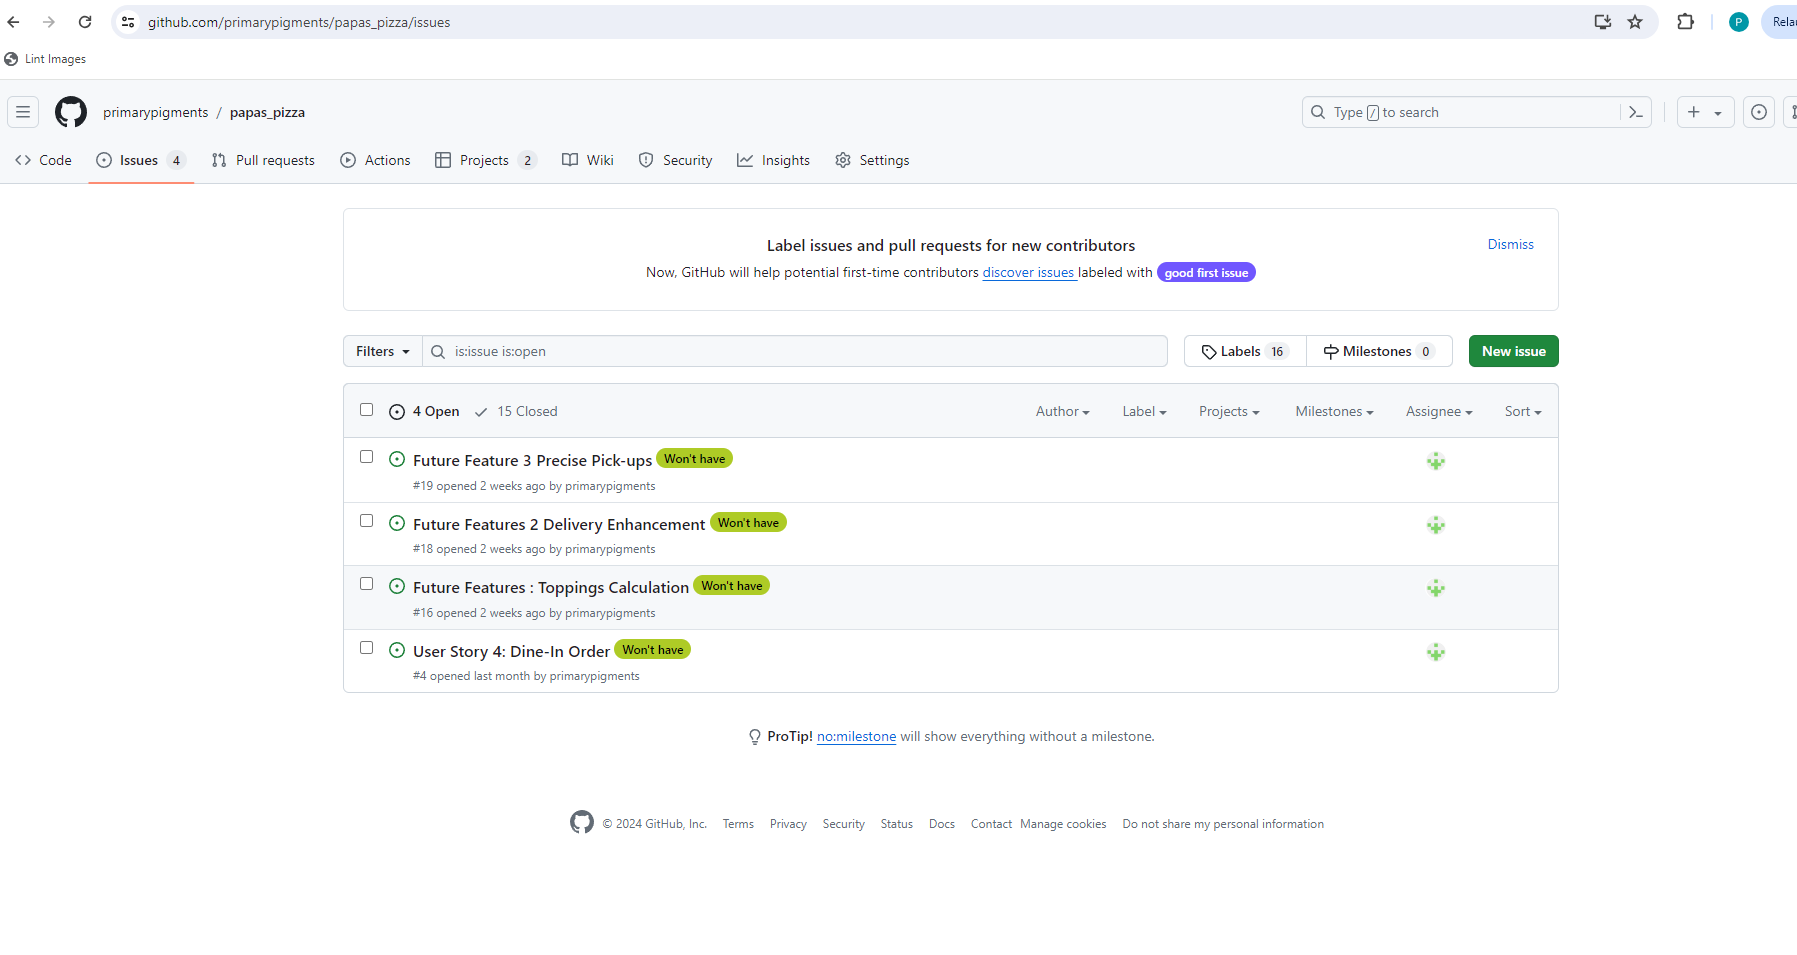 github.com/primarypigments/papas_pizza/issues
P
Lint Images
primarypigments / papas_pizza
Type / to search
Code Issues 4 Pull requests Actions Projects 2 Wiki Security Insights Settings
Label issues and pull requests for new contributors
Dismiss
Now, GitHub will help potential first-time contributors discover issues labeled with good first issue
Filters is:issue is:open Labels 16 Milestones 0 New issue
4 Open 15 Closed Author Label Projects Milestones Assignee Sort
Future Feature 3 Precise Pick-ups Won't have
#19 opened 2 weeks ago by primarypigments
Future Features 2 Delivery Enhancement Won't have
#18 opened 2 weeks ago by primarypigments
Future Features : Toppings Calculation Won't have
#16 opened 2 weeks ago by primarypigments
User Story 4: Dine-In Order Won't have
#4 opened last month by primarypigments
ProTip! no:milestone will show everything without a milestone.
© 2024 GitHub, Inc. Terms Privacy Security Status Docs Contact Manage cookies Do not share my personal information